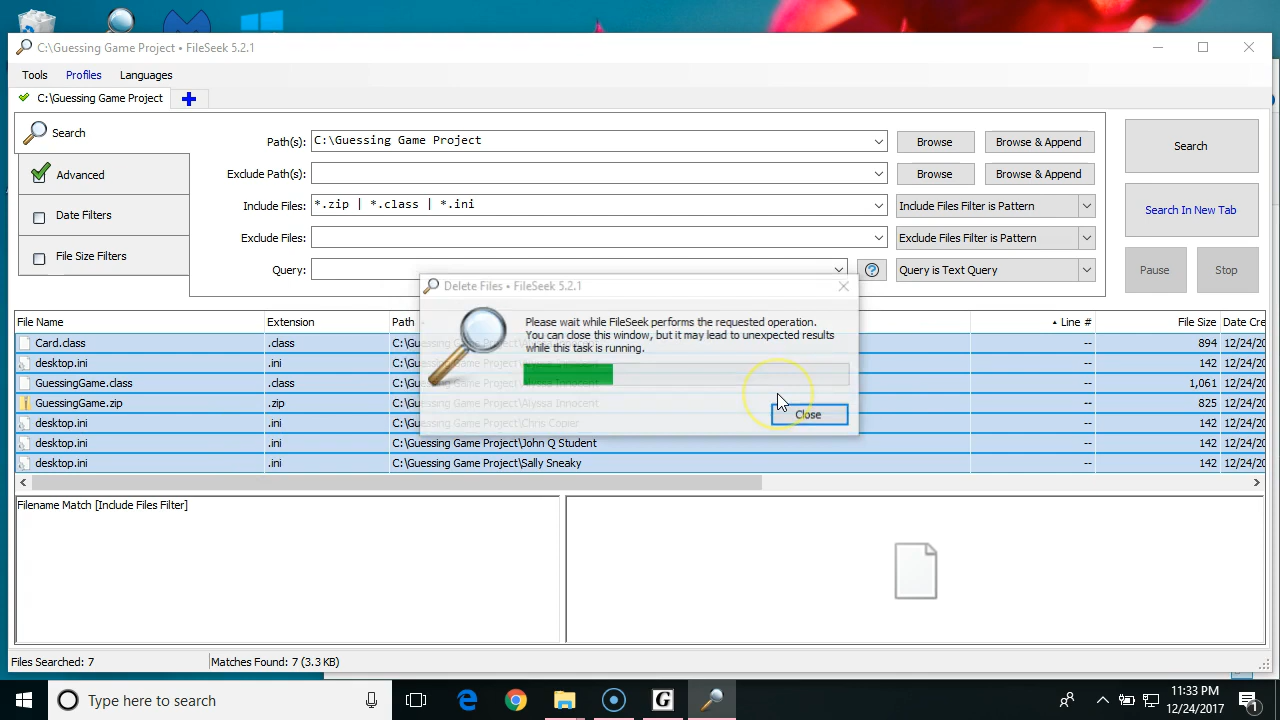 C:\Guessing Game Project • FileSeek 5.2.1
Tools Profiles Languages
C:\Guessing Game Project
Search
Advanced
Date Filters
File Size Filters
Path(s): C:\Guessing Game Project Browse Browse & Append
Exclude Path(s): Browse Browse & Append
Include Files: *.zip | *.class | *.ini Include Files Filter is Pattern
Exclude Files: Exclude Files Filter is Pattern
Query: Query is Text Query
Search
Search In New Tab
Pause Stop
Delete Files • FileSeek 5.2.1
Please wait while FileSeek performs the requested operation.
You can close this window, but it may lead to unexpected results
while this task is running.
Close
File Name Extension Path Line # File Size Date Cre
Card.class .class C:\G -- 894 12/24/20
desktop.ini .ini C:\G -- 142 12/24/20
GuessingGame.class .class C:\G -- 1,061 12/24/20
GuessingGame.zip .zip C:\Guessing Game Project\Alyssa Innocent -- 825 12/24/20
desktop.ini .ini C:\Guessing Game Project\Chris Copier -- 142 12/24/20
desktop.ini .ini C:\Guessing Game Project\John Q Student -- 142 12/24/20
desktop.ini .ini C:\Guessing Game Project\Sally Sneaky -- 142 12/24/20
Filename Match [Include Files Filter]
Files Searched: 7 Matches Found: 7 (3.3 KB)
Type here to search
G
11:33 PM
12/24/2017
1